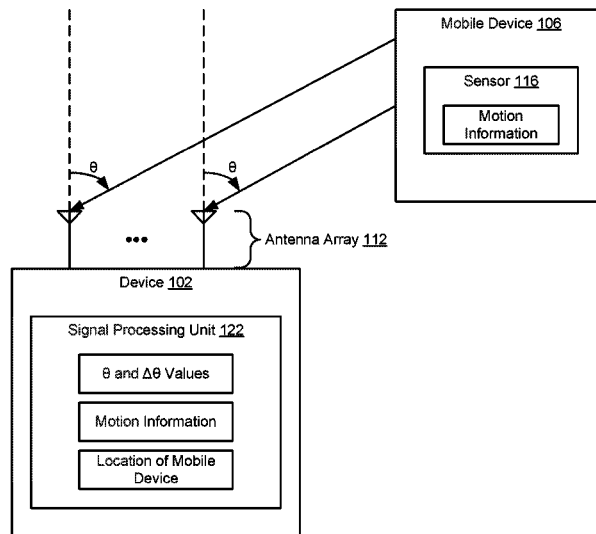 Mobile Device 106
Sensor 116
Motion
Information
θ
θ
•••
Antenna Array 112
Device 102
Signal Processing Unit 122
θ and Δθ Values
Motion Information
Location of Mobile
Device